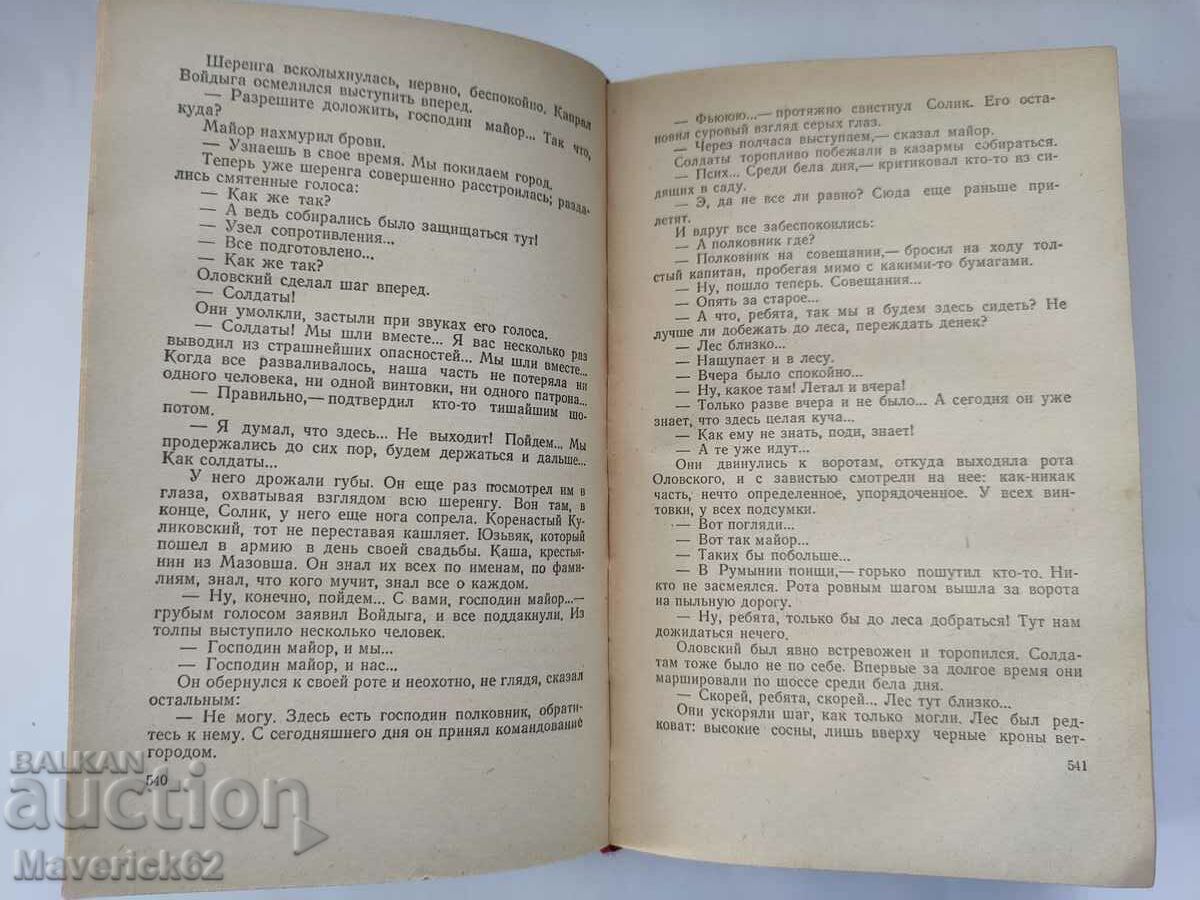 Шеренга всколыхнулась, нервно, беспокойно. Капрал
Войдыга осмелился выступить вперед.
— Разрешите доложить, господин майор... Так что,
куда?
Майор нахмурил брови.
— Узнаешь в свое время. Мы покидаем город.
Теперь уже шеренга совершенно расстроилась; разда-
лись смятенные голоса:
— Как же так?
— А ведь собирались было защищаться тут!
— Узел сопротивления...
— Все подготовлено...
— Как же так?
Оловский сделал шаг вперед.
— Солдаты!
Они умолкли, застыли при звуках его голоса.
— Солдаты! Мы шли вместе... Я вас несколько раз
выводил из страшнейших опасностей... Мы шли вместе...
Когда все разваливалось, наша часть не потеряла ни
одного человека, ни одной винтовки, ни одного патрона...
— Правильно,— подтвердил кто-то тишайшим шо-
потом.
— Я думал, что здесь... Не выходит! Пойдем... Мы
продержались до сих пор, будем держаться и дальше...
Как солдаты...
У него дрожали губы. Он еще раз посмотрел им в
глаза, охватывая взглядом всю шеренгу. Вон там, в
конце, Солик, у него еще нога сопрела. Коренастый Ку-
ликовский, тот не переставая кашляет. Юзьвяк, который
пошел в армию в день своей свадьбы. Каша, крестья-
нин из Мазовша. Он знал их всех по именам, по фами-
лиям, знал, что кого мучит, знал все о каждом.
— Ну, конечно, пойдем... С вами, господин майор...—
грубым голосом заявил Войдыга, и все поддакнули. Из
толпы выступило несколько человек.
— Господин майор, и мы...
— Господин майор, и нас...
Он обернулся к своей роте и неохотно, не глядя, сказал
остальным:
— Не могу. Здесь есть господин полковник, обрати-
тесь к нему. С сегодняшнего дня он принял командование
городом.
540
— Фьююю...— протяжно свистнул Солик. Его оста-
новил суровый взгляд серых глаз.
— Через полчаса выступаем,— сказал майор.
Солдаты торопливо побежали в казармы собираться.
— Псих... Среди бела дня,— критиковал кто-то из си-
дящих в саду.
— Э, да не все ли равно? Сюда еще раньше при-
летят.
И вдруг все забеспокоились:
— А полковник где?
— Полковник на совещании,— бросил на ходу тол-
стый капитан, пробегая мимо с какими-то бумагами.
— Ну, пошло теперь. Совещания...
— Опять за старое...
— А что, ребята, так мы и будем здесь сидеть? Не
лучше ли добежать до леса, переждать денек?
— Лес близко...
— Нащупает и в лесу.
— Вчера было спокойно...
— Ну, какое там! Летал и вчера!
— Только разве вчера и не было... А сегодня он уже
знает, что здесь целая куча...
— Как ему не знать, поди, знает!
— А те уже идут...
Они двинулись к воротам, откуда выходила рота
Оловского, и с завистью смотрели на нее: как-никак
часть, нечто определенное, упорядоченное. У всех вин-
товки, у всех подсумки.
— Вот погляди...
— Вот так майор...
— Таких бы побольше...
— В Румынии поищи,— горько пошутил кто-то. Ни-
кто не засмеялся. Рота ровным шагом вышла за ворота
на пыльную дорогу.
— Ну, ребята, только бы до леса добраться! Тут нам
дожидаться нечего.
Оловский был явно встревожен и торопился. Солда-
там тоже было не по себе. Впервые за долгое время они
маршировали по шоссе среди бела дня.
— Скорей, ребята, скорей... Лес тут близко...
Они ускоряли шаг, как только могли. Лес был ред-
коват: высокие сосны, лишь вверху черные кроны вет-
541
BALKAN
auction
Maverick62